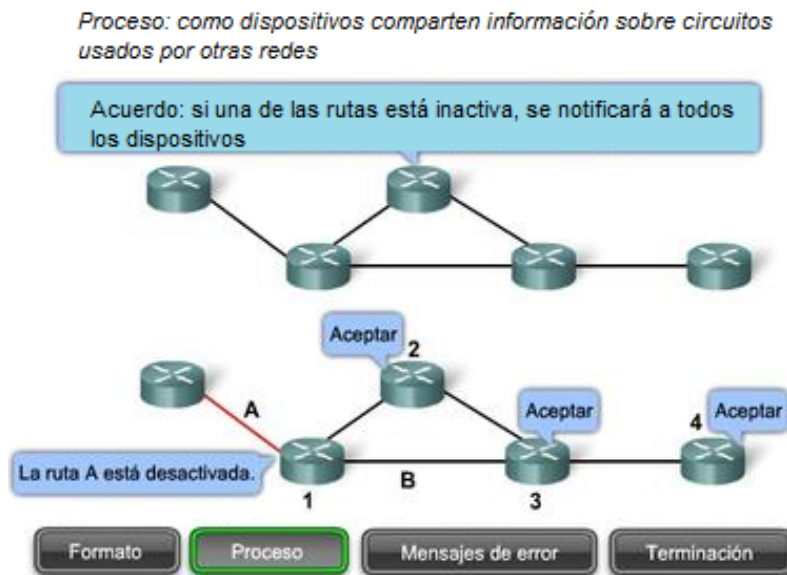 Proceso: como dispositivos comparten información sobre circuitos
usados por otras redes
Acuerdo: si una de las rutas está inactiva, se notificará a todos
los dispositivos
Aceptar
2
A
Aceptar
4
Aceptar
La ruta A está desactivada.
B
1
3
Formato
Proceso
Mensajes de error
Terminación